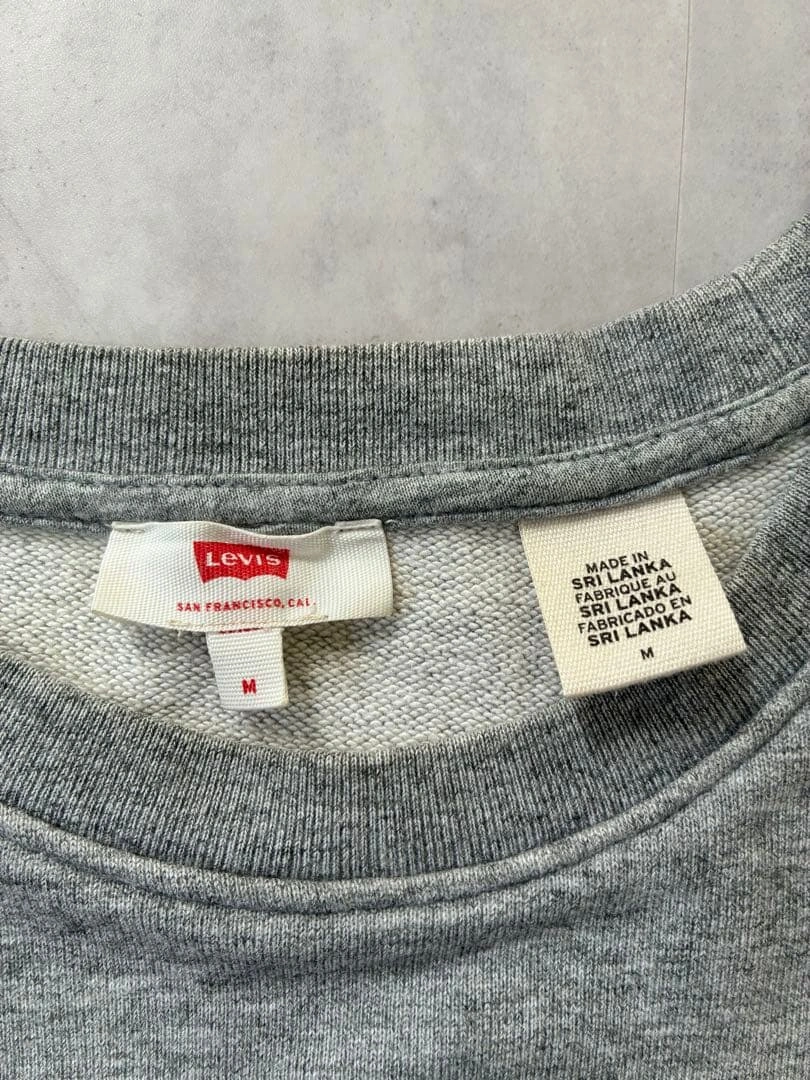 Levi's
SAN FRANCISCO, CAL.
M
MADE IN
SRI LANKA
FABRIQUE AU
SRI LANKA
FABRICADO EN
SRI LANKA
M